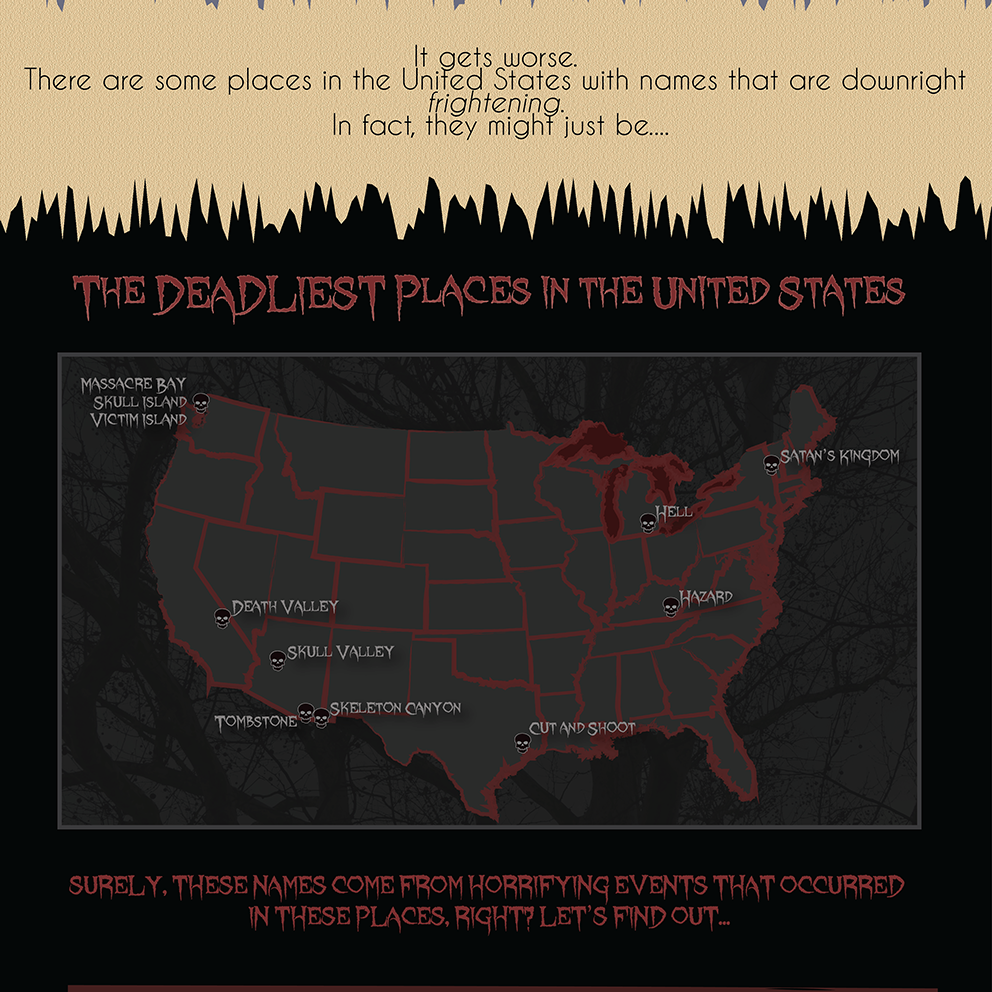 It gets worse.
There are some places in the United States with names that are downright
frightening.
In fact, they might just be....
The Deadliest Places in the United States
Massacre Bay
Skull Island
Victim Island
Satan's Kingdom
Hell
Hazard
Death Valley
Skull Valley
Skeleton Canyon
Tombstone
Cut and Shoot
Surely, these names come from horrifying events that occurred
in these places, right? Let's find out...